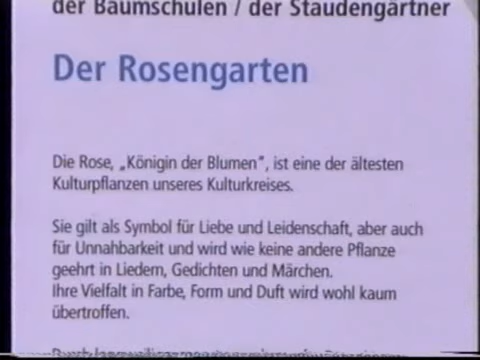 der Baumschulen / der Staudengärtner
Der Rosengarten
Die Rose, „Königin der Blumen“, ist eine der ältesten
Kulturpflanzen unseres Kulturkreises.
Sie gilt als Symbol für Liebe und Leidenschaft, aber auch
für Unnahbarkeit und wird wie keine andere Pflanze
geehrt in Liedern, Gedichten und Märchen.
Ihre Vielfalt in Farbe, Form und Duft wird wohl kaum
übertroffen.